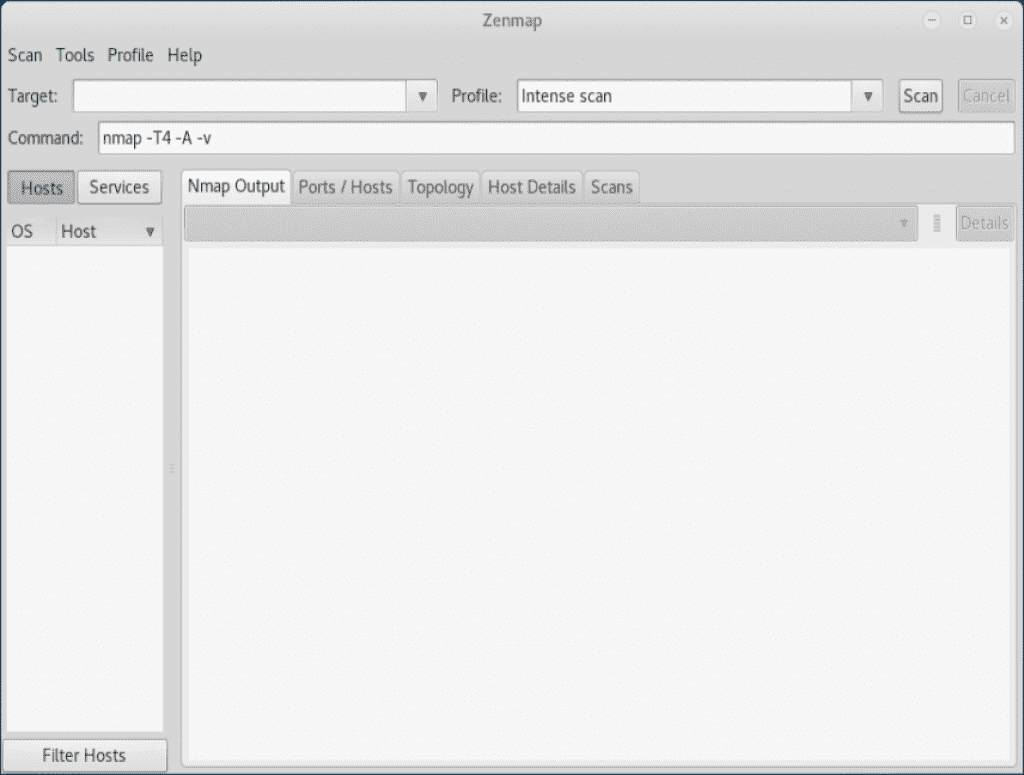 Zenmap
Scan Tools Profile Help
Target: Profile: Intense scan Scan Cancel
Command: nmap -T4 -A -v
Hosts Services Nmap Output Ports / Hosts Topology Host Details Scans
OS Host Details
Filter Hosts